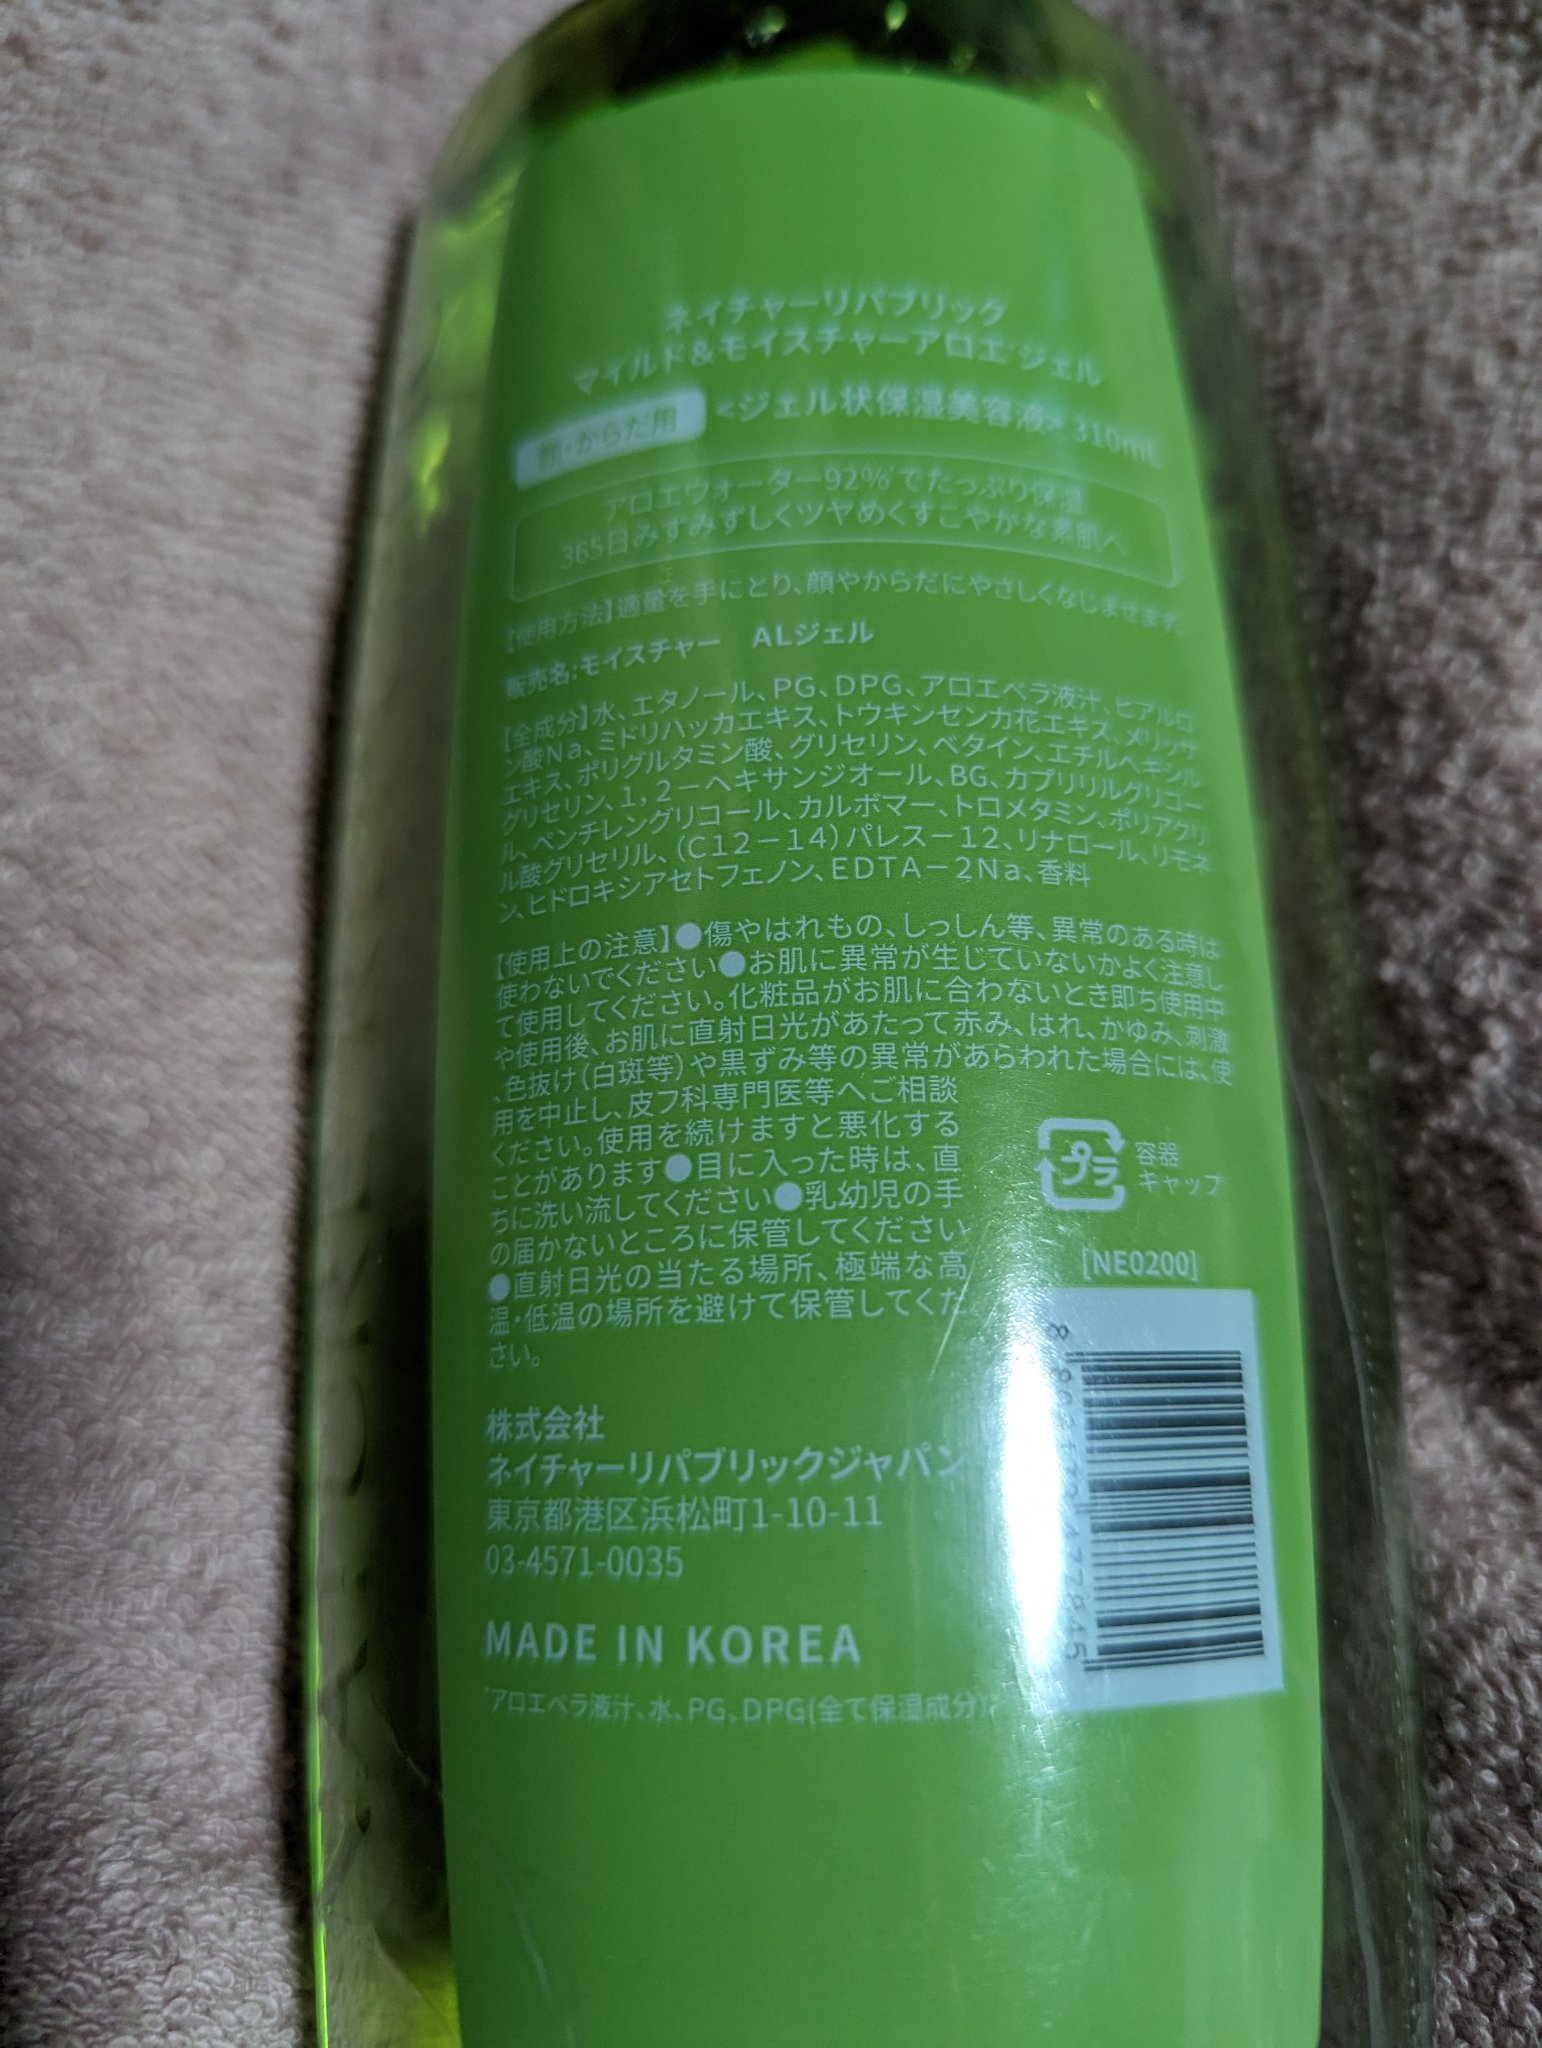 ネイチャーリパブリック
マイルド&モイスチャーアロエ ジェル
顔・からだ用 <ジェル状保湿美容液> 310mL
アロエウォーター92%*でたっぷり保湿
365日みずみずしくツヤめくすこやかな素肌へ
【使用方法】適量を手にとり、顔やからだにやさしくなじませます。
販売名:モイスチャー ALジェル
【全成分】水、エタノール、PG、DPG、アロエベラ液汁、ヒアルロ
ン酸Na、ミドリハッカエキス、トウキンセンカ花エキス、メリッサ
エキス、ポリグルタミン酸、グリセリン、ベタイン、エチルヘキシル
グリセリン、1,2－ヘキサンジオール、BG、カプリリルグリコー
ル、ペンチレングリコール、カルボマー、トロメタミン、ポリアクリ
ル酸グリセリル、(C12－14)パレス－12、リナロール、リモネ
ン、ヒドロキシアセトフェノン、EDTA－2Na、香料
【使用上の注意】●傷やはれもの、しっしん等、異常のある時は
使わないでください●お肌に異常が生じていないかよく注意し
て使用してください。化粧品がお肌に合わないとき即ち使用中
や使用後、お肌に直射日光があたって赤み、はれ、かゆみ、刺激
、色抜け(白斑等)や黒ずみ等の異常があらわれた場合には、使
用を中止し、皮フ科専門医等へご相談
ください。使用を続けますと悪化する
ことがあります●目に入った時は、直
ちに洗い流してください●乳幼児の手
の届かないところに保管してください
●直射日光の当たる場所、極端な高
温・低温の場所を避けて保管してくだ
さい。
プラ 容器
キャップ
[NE0200]
株式会社
ネイチャーリパブリックジャパン
東京都港区浜松町1-10-11
03-4571-0035
MADE IN KOREA
*アロエベラ液汁、水、PG、DPG(全て保湿成分)